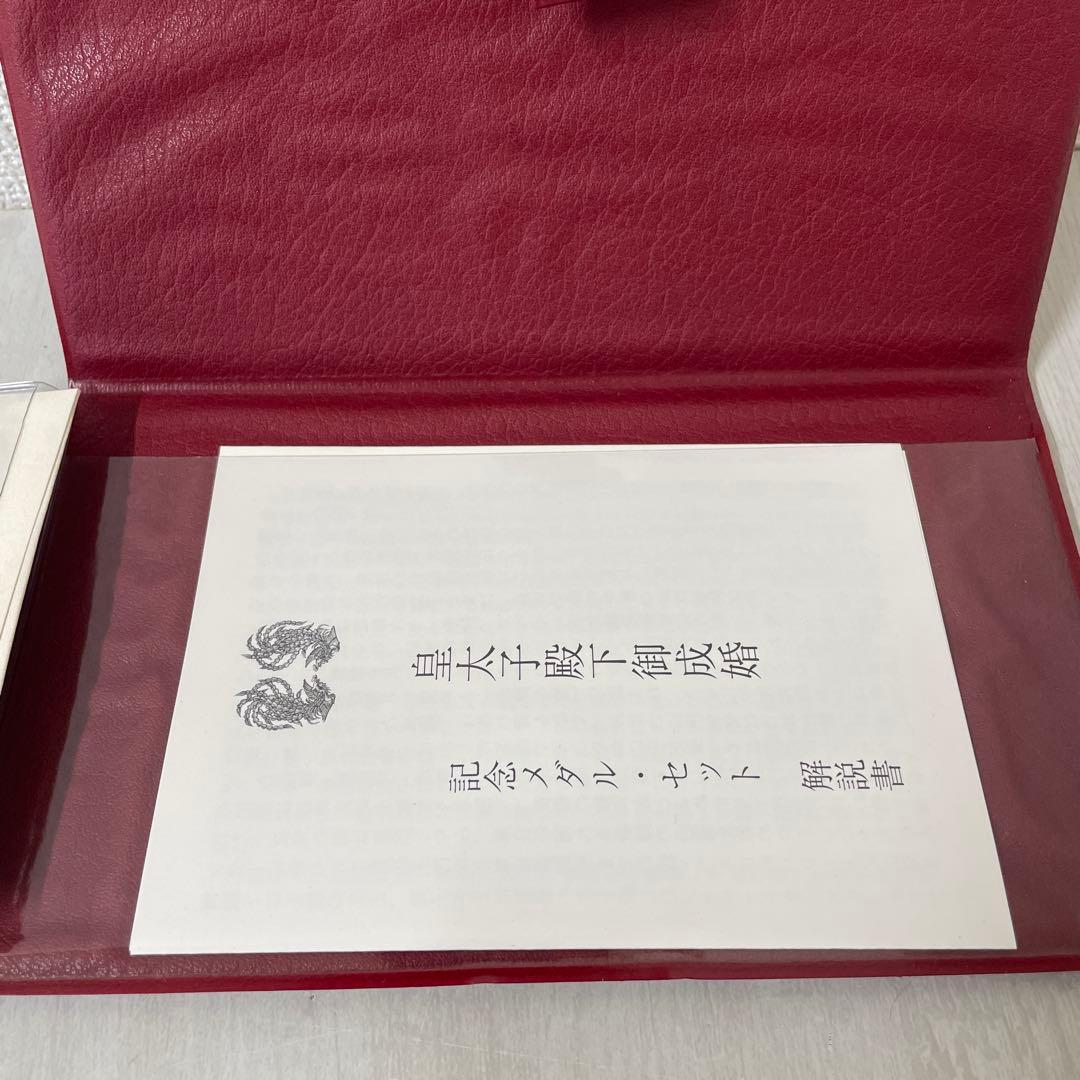 皇太子殿下御成婚
記念メダル・セット
解説書